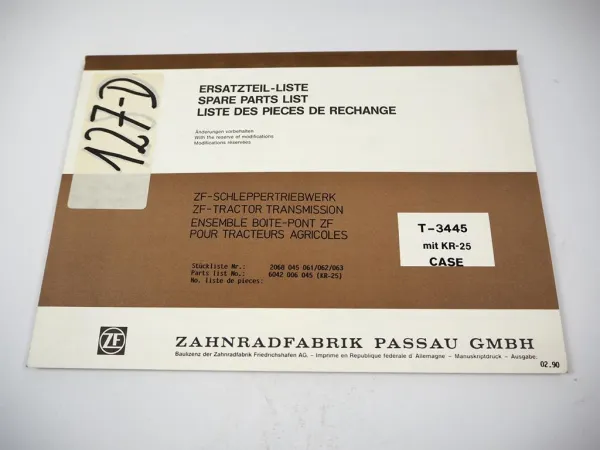 127-D
ERSATZTEIL-LISTE
SPARE PARTS LIST
LISTE DES PIECES DE RECHANGE
Änderungen vorbehalten
With the reserve of modifications
Modifications réservées
ZF-SCHLEPPERTRIEBWERK
ZF-TRACTOR TRANSMISSION
ENSEMBLE BOITE-PONT ZF
POUR TRACTEURS AGRICOLES
T-3445
mit KR-25
CASE
Stückliste Nr.: 2068 045 061/062/063
Parts list No.: 6042 006 045 (KR-25)
No. liste de pièces:
ZF
ZAHNRADFABRIK PASSAU GMBH
Baukzenz der Zahnradfabrik Friedrichshafen AG. – Imprime en Republique féderale d' Allemagne – Manuskriptdruck – Ausgabe:
02.90